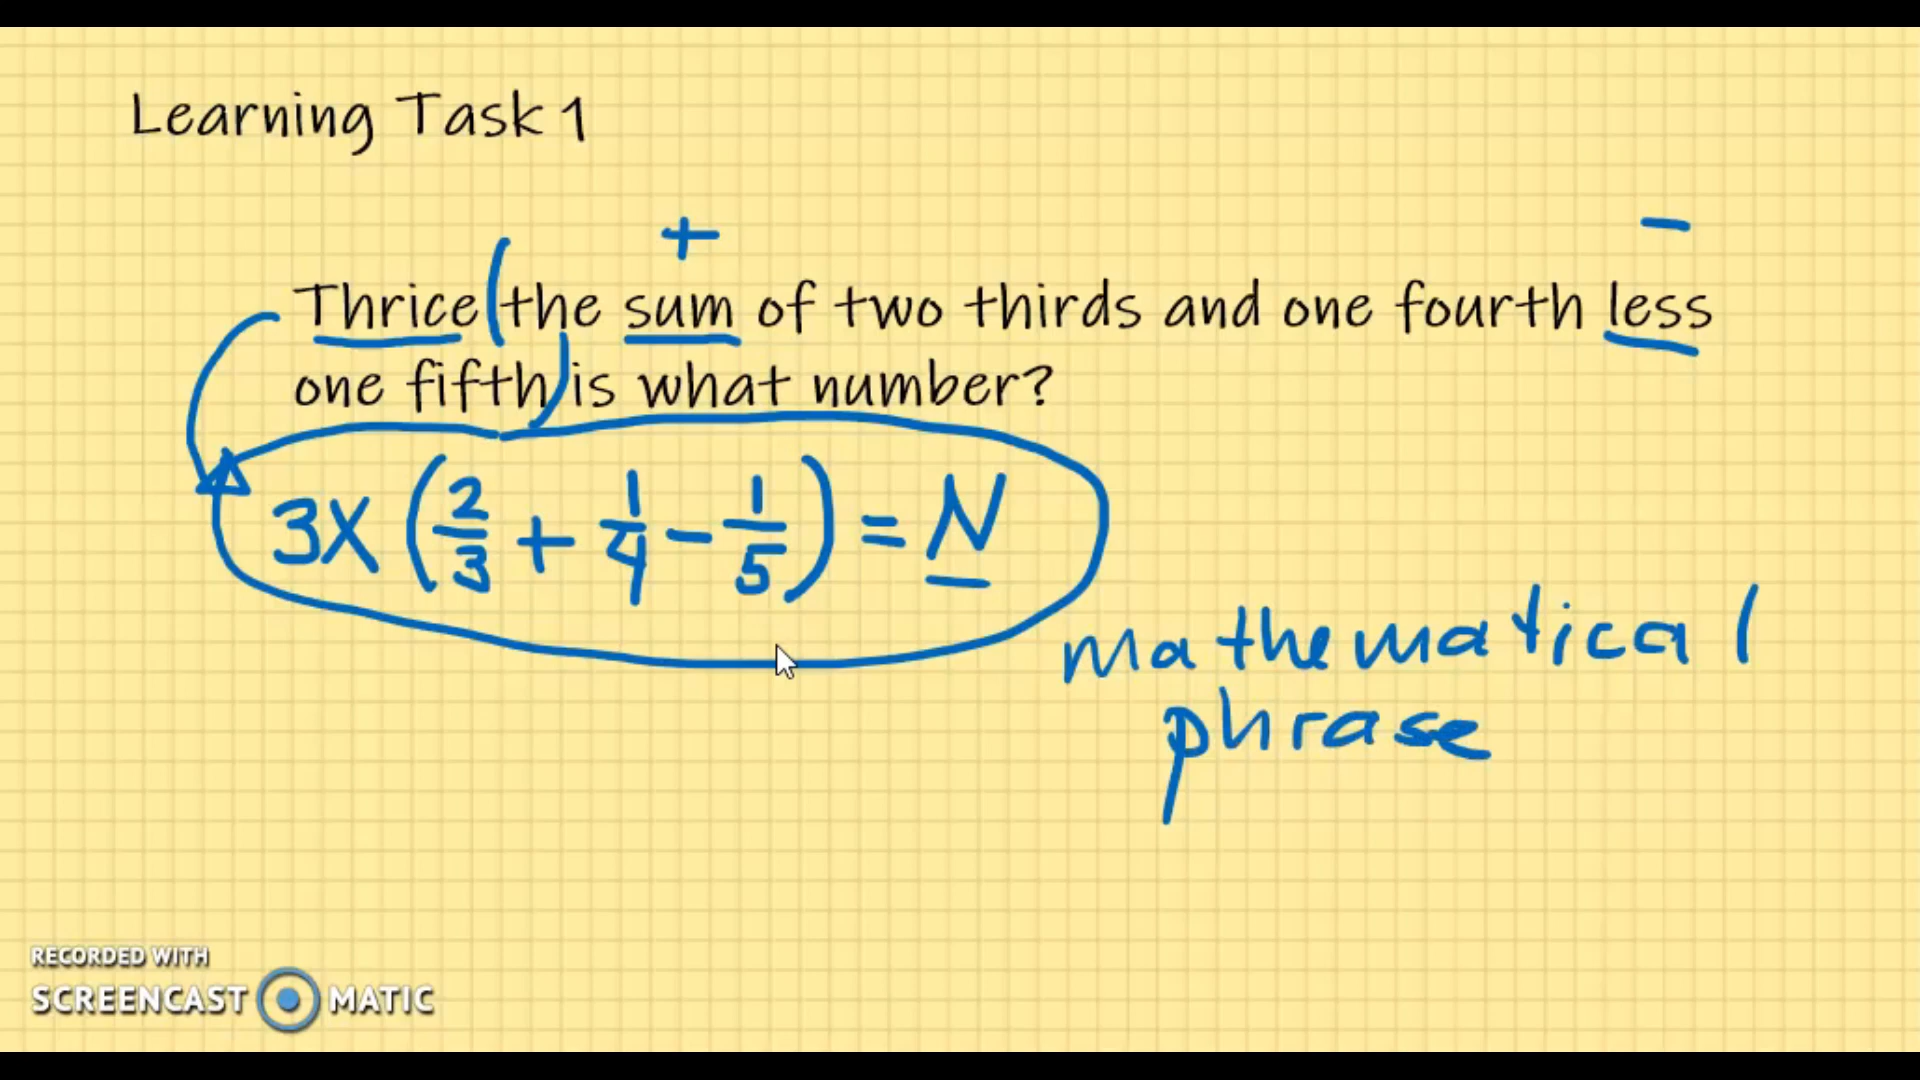 Learning Task 1
+ −
Thrice (the sum of two thirds and one fourth less
one fifth) is what number?
3X (2/3 + 1/4 − 1/5) = N
mathematical
phrase
RECORDED WITH
SCREENCAST MATIC